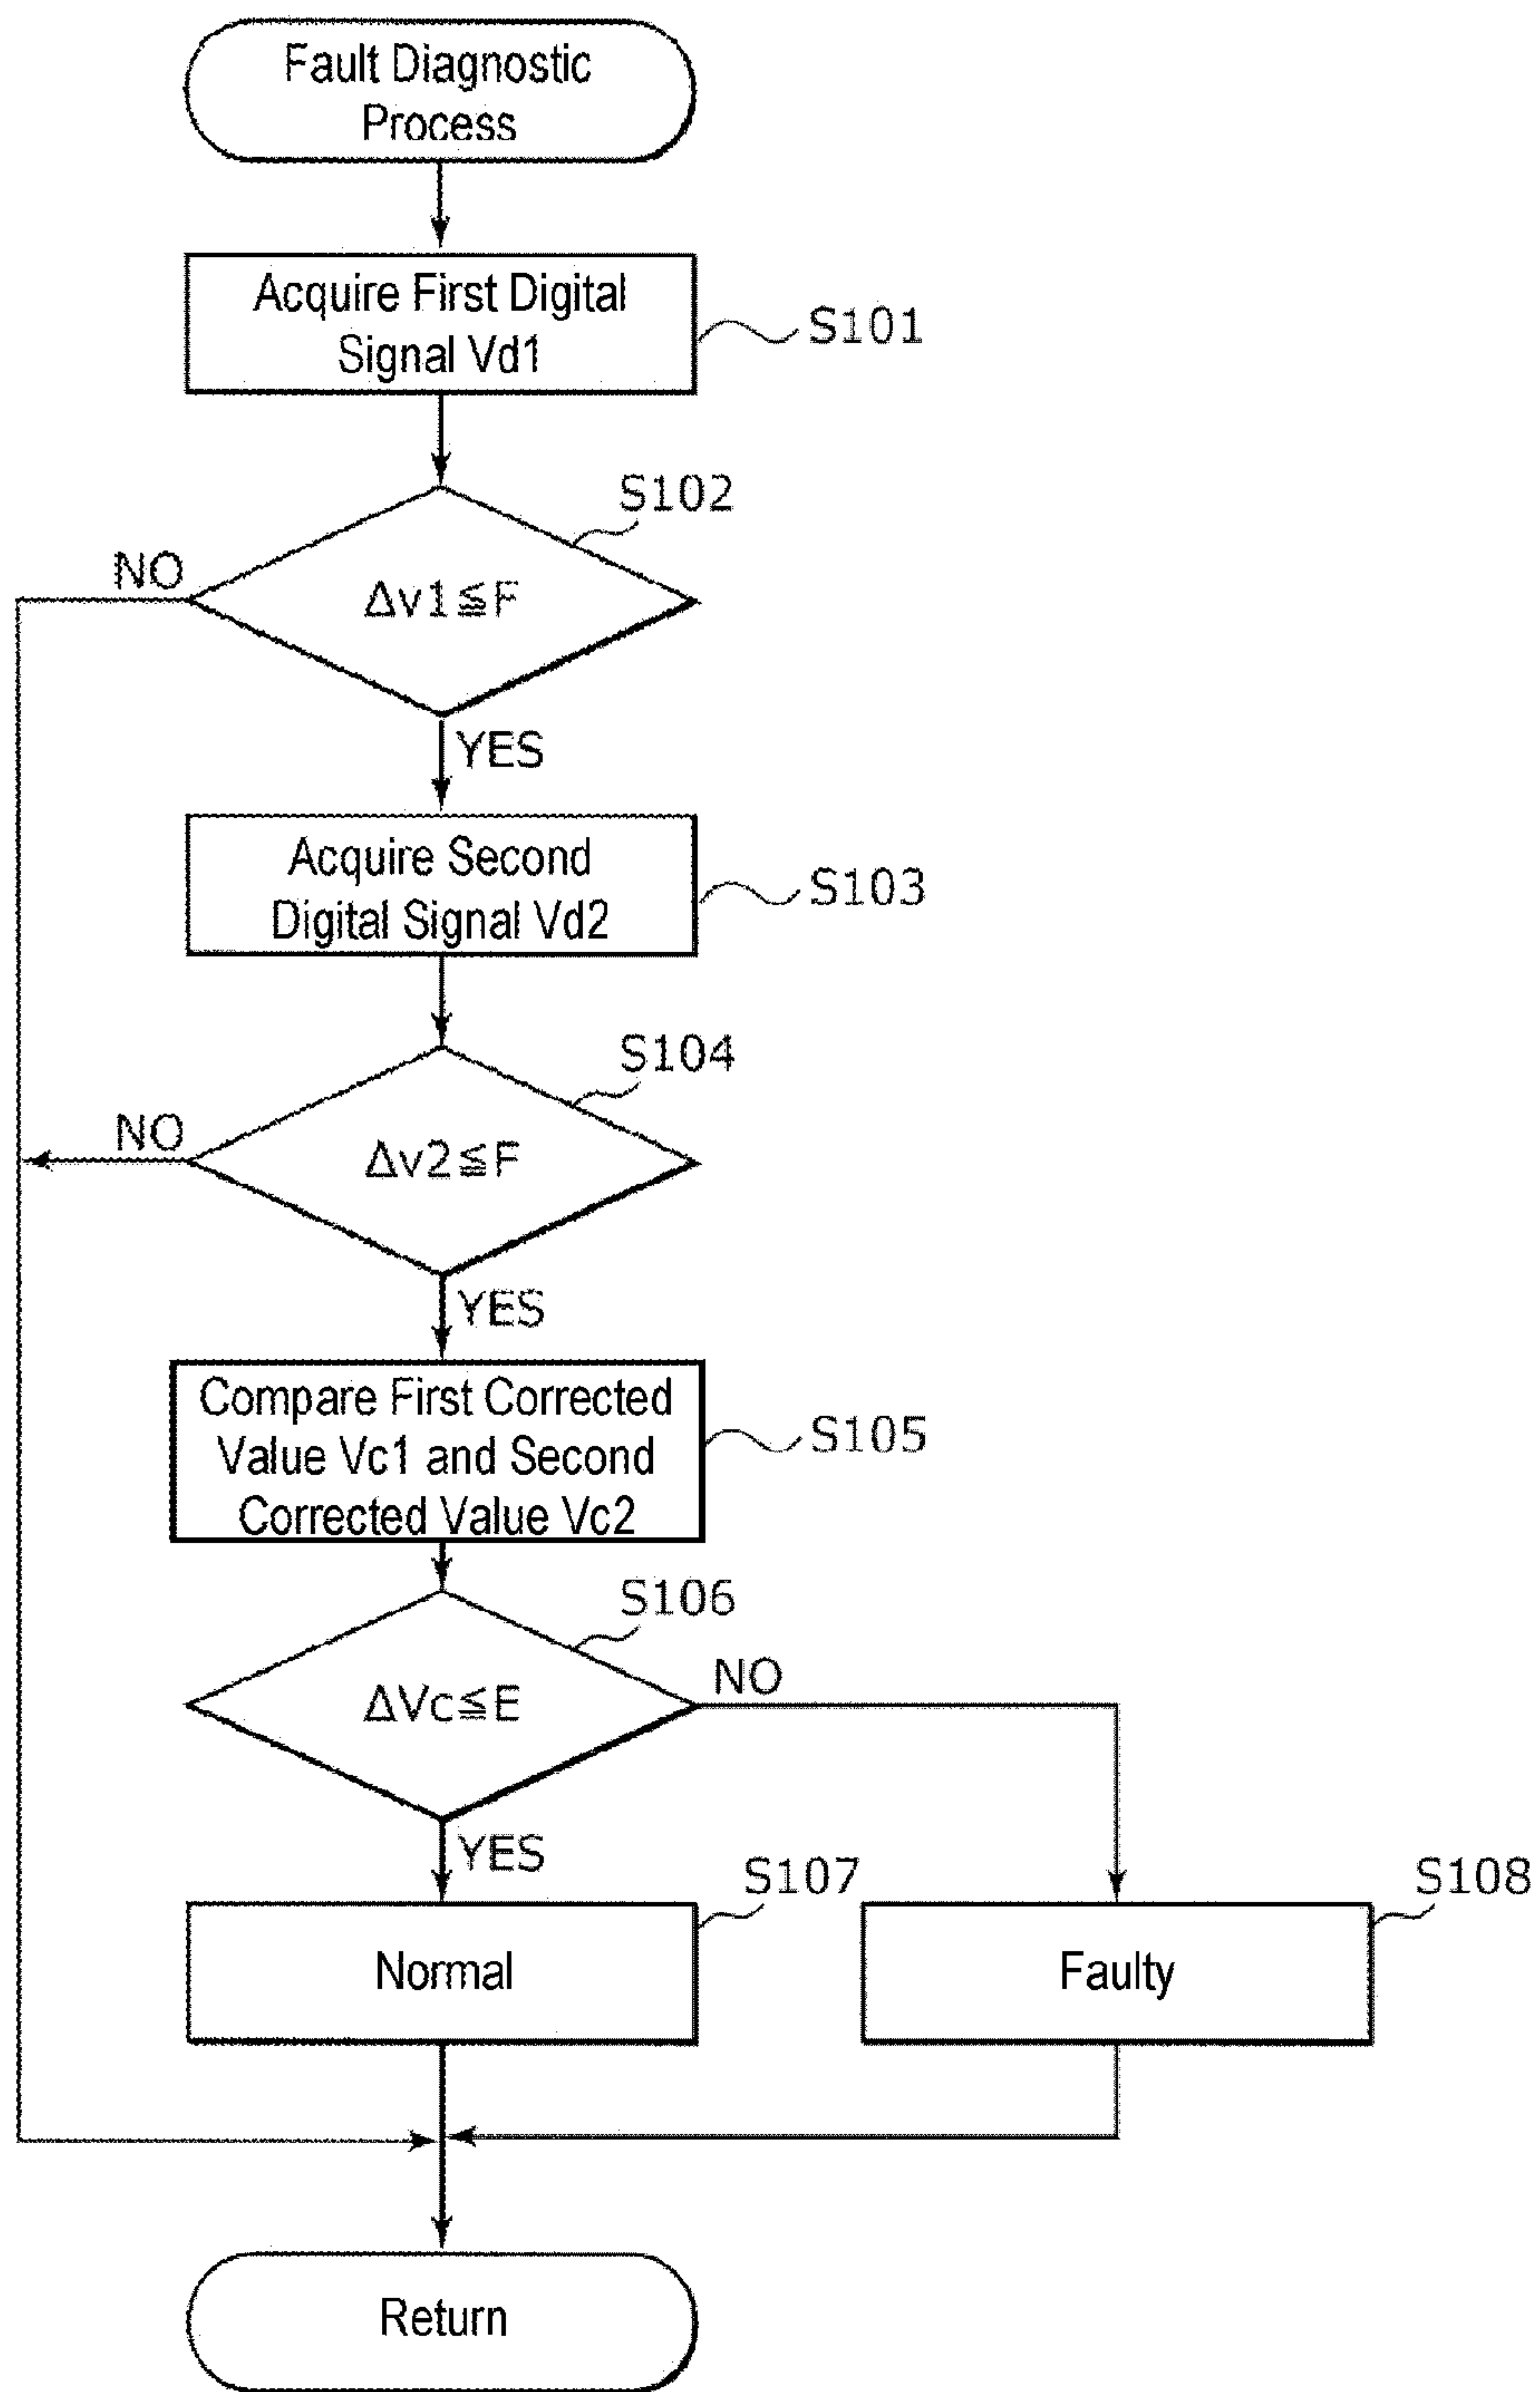 Fault Diagnostic
Process
Acquire First Digital
Signal Vd1
S101
S102
NO
Δv1≦F
YES
Acquire Second
Digital Signal Vd2
S103
S104
NO
Δv2≦F
YES
Compare First Corrected
Value Vc1 and Second
Corrected Value Vc2
S105
S106
NO
ΔVc≦E
YES
S107
S108
Normal
Faulty
Return